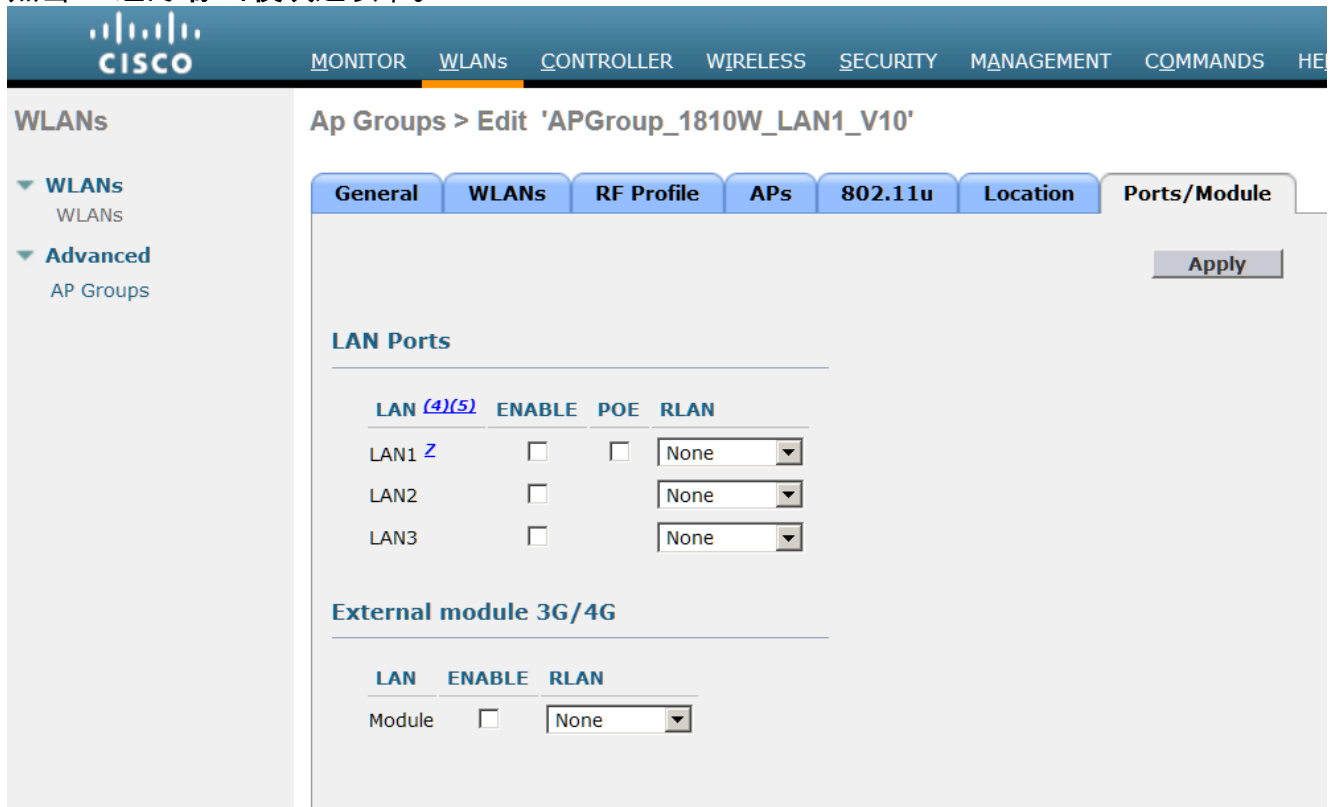 CISCO
MONITOR WLANs CONTROLLER WIRELESS SECURITY MANAGEMENT COMMANDS
WLANs
WLANs
WLANs
Advanced
AP Groups
Ap Groups > Edit 'APGroup_1810W_LAN1_V10'
General WLANs RF Profile APs 802.11u Location Ports/Module
Apply
LAN Ports
LAN (4)(5) ENABLE POE RLAN
LAN1 7 None
LAN2 None
LAN3 None
External module 3G/4G
LAN ENABLE RLAN
Module None